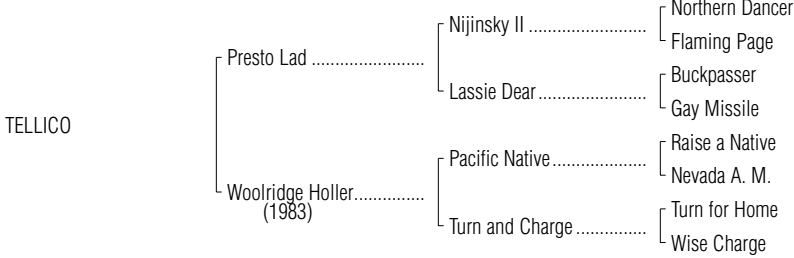 Northern Dancer
Nijinsky II ........................
Flaming Page
Presto Lad .......................
Buckpasser
Lassie Dear.......................
Gay Missile
TELLICO
Raise a Native
Pacific Native....................
Nevada A. M.
Woolridge Holler...............
(1983)
Turn for Home
Turn and Charge ...............
Wise Charge